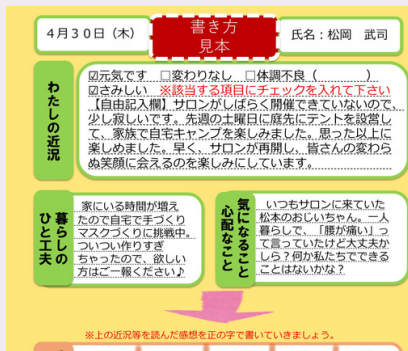 4月30日（木）
書き方
見本
氏名：松岡　武司
わたしの近況
☑元気です　□変わりなし　□体調不良（　　　　）
☑さみしい　※該当する項目にチェックを入れて下さい
【自由記入欄】サロンがしばらく開催できていないので、
少し寂しいです。先週の土曜日に庭先にテントを設営し
て、家族で自宅キャンプを楽しみました。思った以上に
楽しめました。早く、サロンが再開し、皆さんの変わら
ぬ笑顔に会えるのを楽しみにしています。
暮らしの
ひと工夫
家にいる時間が増え
たので自宅で手づくり
マスクづくりに挑戦中。
ついつい作りすぎ
ちゃったので、欲しい
方はご一報ください♪
気になること
心配なこと
いつもサロンに来ていた
松本のおじいちゃん。一人
暮らしで、「腰が痛い」っ
て言っていたけど大丈夫か
しら？何か私たちでできる
ことはないかな？
※上の近況等を読んだ感想を正の字で書いていきましょう。